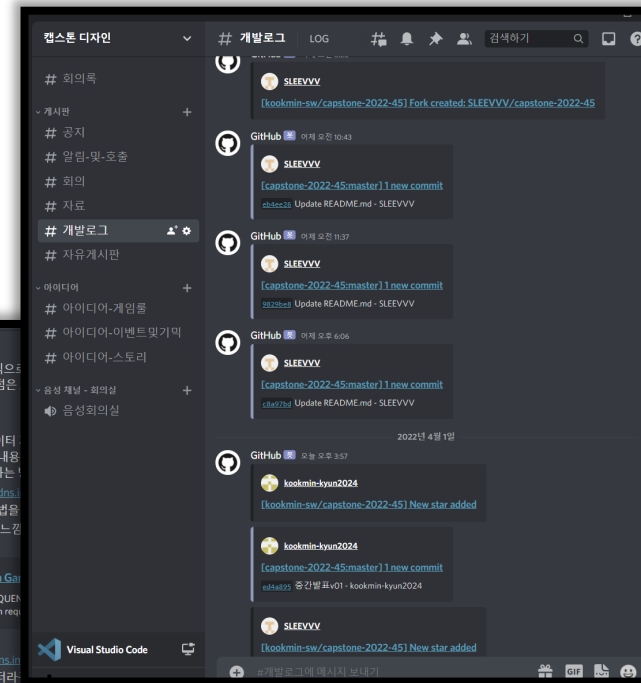 캡스톤 디자인
# 개발로그
LOG
검색하기
# 회의록
게시판
# 공지
# 알림-및-호출
# 회의
# 자료
# 개발로그
# 자유게시판
아이디어
# 아이디어-게임룰
# 아이디어-이벤트및기믹
# 아이디어-스토리
음성 채널 - 회의실
음성회의실
Visual Studio Code
SLEEVVV
[kookmin-sw/capstone-2022-45] Fork created: SLEEVVV/capstone-2022-45
GitHub 봇 어제 오전 10:43
SLEEVVV
[capstone-2022-45:master] 1 new commit
eb4ee26 Update README.md - SLEEVVV
GitHub 봇 어제 오전 11:37
SLEEVVV
[capstone-2022-45:master] 1 new commit
9829be8 Update README.md - SLEEVVV
GitHub 봇 어제 오후 6:06
SLEEVVV
[capstone-2022-45:master] 1 new commit
c8a97bd Update README.md - SLEEVVV
2022년 4월 1일
GitHub 봇 오늘 오후 3:57
kookmin-kyun2024
[kookmin-sw/capstone-2022-45] New star added
kookmin-kyun2024
[capstone-2022-45:master] 1 new commit
ed4a895 중간발표v01 - kookmin-kyun2024
SLEEVVV
[kookmin-sw/capstone-2022-45] New star added
#개발로그에 메시지 보내기
GIF